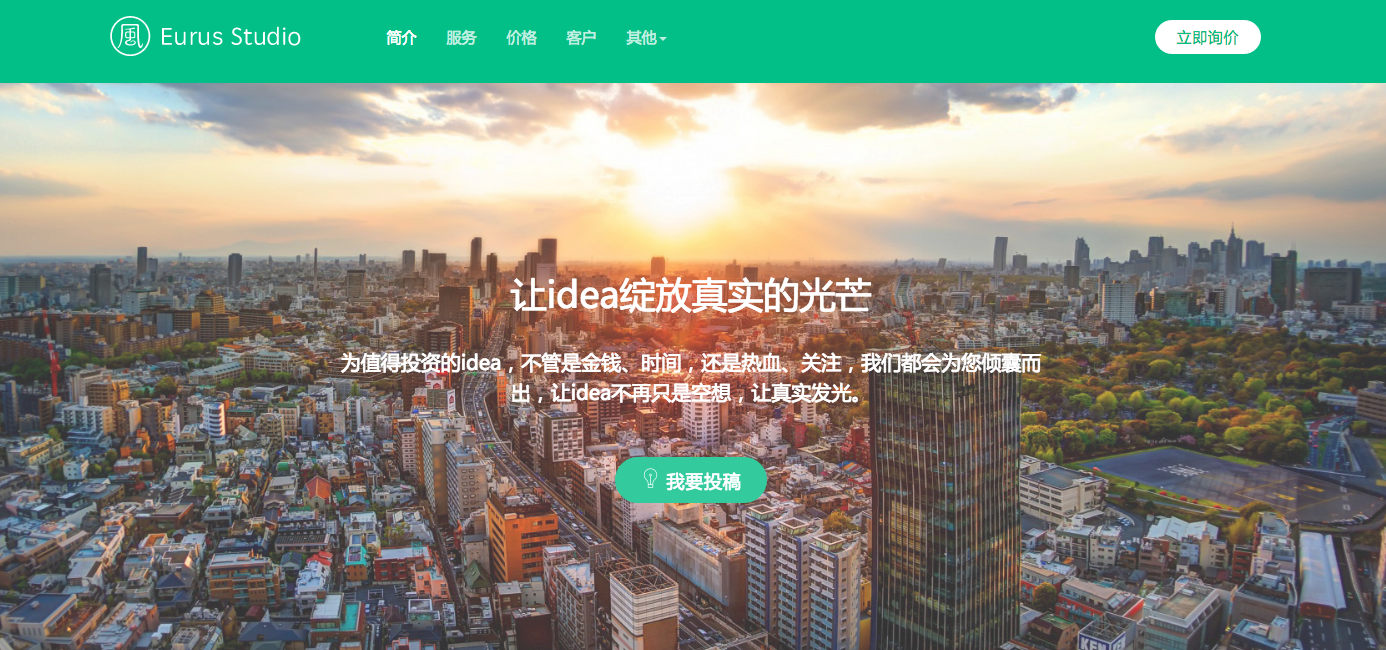 風 Eurus Studio
简介 服务 价格 客户 其他
立即询价
让idea绽放真实的光芒
为值得投资的idea，不管是金钱、时间，还是热血、关注，我们都会为您倾囊而
出，让idea不再只是空想，让真实发光。
我要投稿